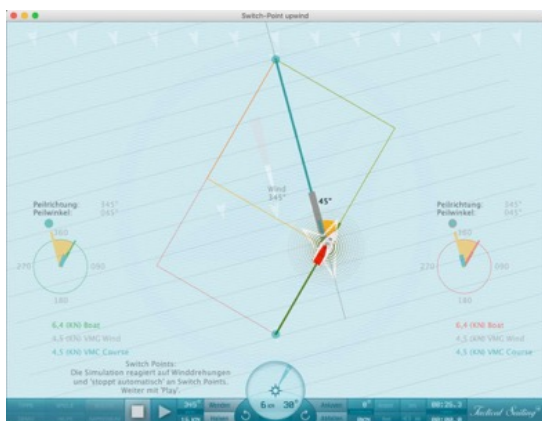 Switch-Point upwind
45°
Wind
345°
Peilrichtung: 345°
Peilwinkel: 045°
360
270 090
180
6,4 (KN) Boat
4,5 (KN) VMG Wind
4,5 (KN) VMC Course
Peilrichtung: 345°
Peilwinkel: 045°
360
270 090
180
6,4 (KN) Boat
4,5 (KN) VMG Wind
4,5 (KN) VMC Course
Switch Points:
Die Simulation reagiert auf Winddrehungen
und 'stoppt automatisch' an Switch Points.
Weiter mit 'Play'.
345° 6 KN 30° 0° 00:25.3
Tactical Sailing